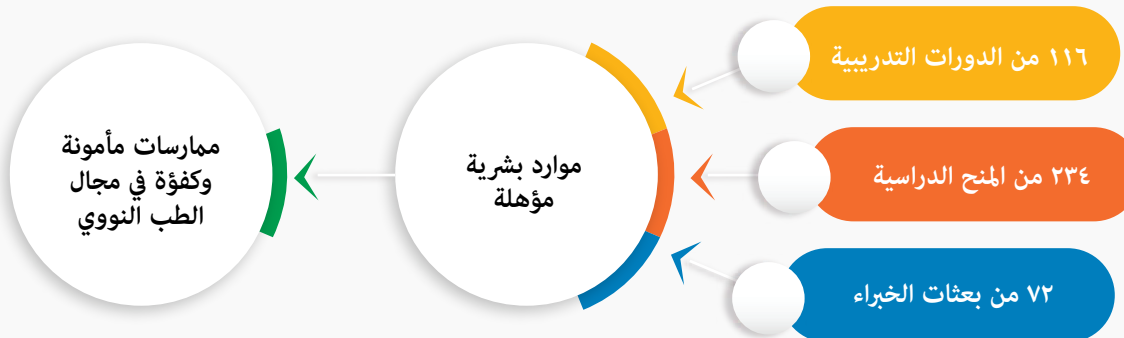 ١١٦ من الدورات التدريبية
٢٣٤ من المنح الدراسية
٧٢ من بعثات الخبراء
موارد بشرية
مؤهلة
ممارسات مأمونة
وكفؤة في مجال
الطب النووي